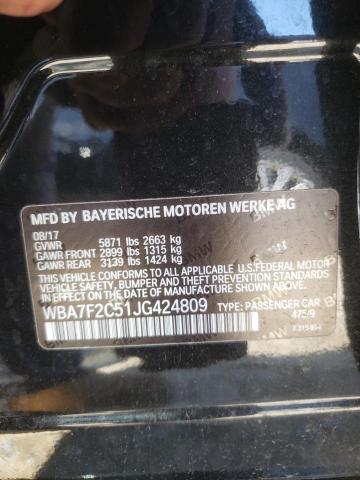 MFD BY BAYERISCHE MOTOREN WERKE AG
08/17
GVWR 5871 lbs 2663 kg
GAWR FRONT 2899 lbs 1315 kg
GAWR REAR 3139 lbs 1424 kg
THIS VEHICLE CONFORMS TO ALL APPLICABLE U.S.FEDERAL MOTOR
VEHICLE SAFETY, BUMPER, AND THEFT PREVENTION STANDARDS IN
EFFECT ON THE DATE OF MANUFACTURE SHOWN ABOVE.
WBA7F2C51JG424809 TYPE: PASSENGER CAR
475/9